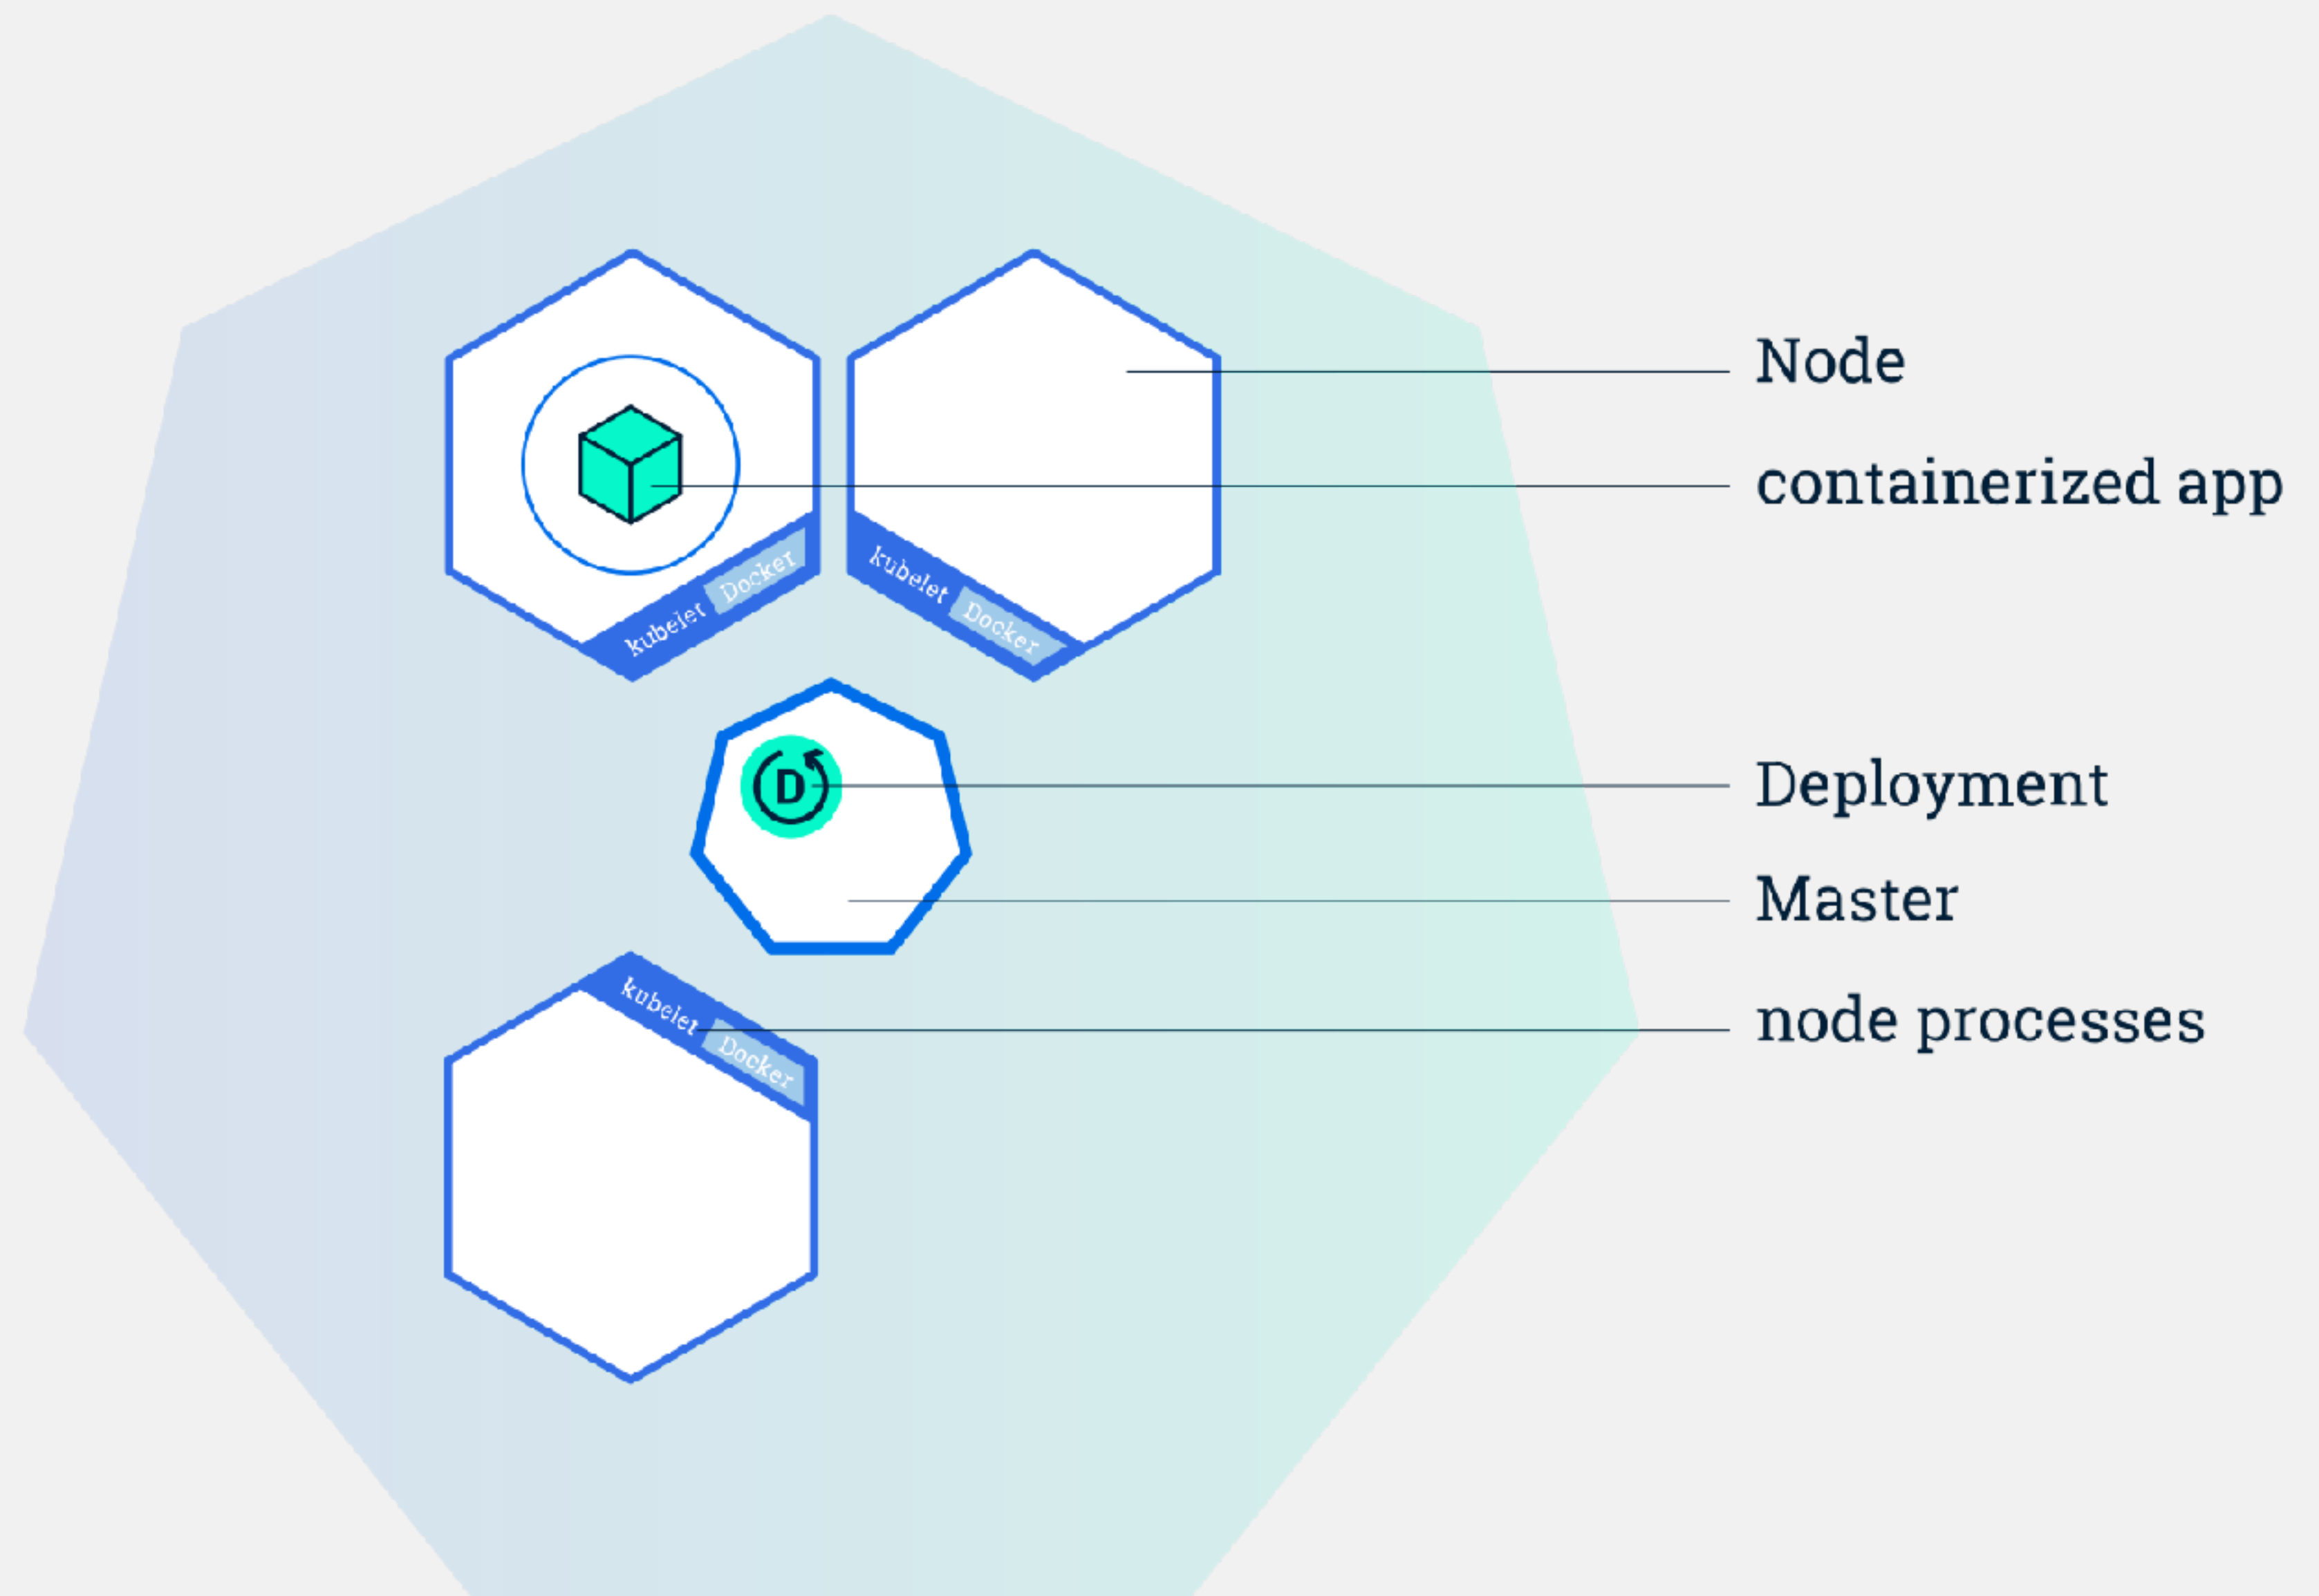 Node
containerized app
kubelet Docker
kubelet Docker
D
Deployment
Master
kubelet Docker
node processes